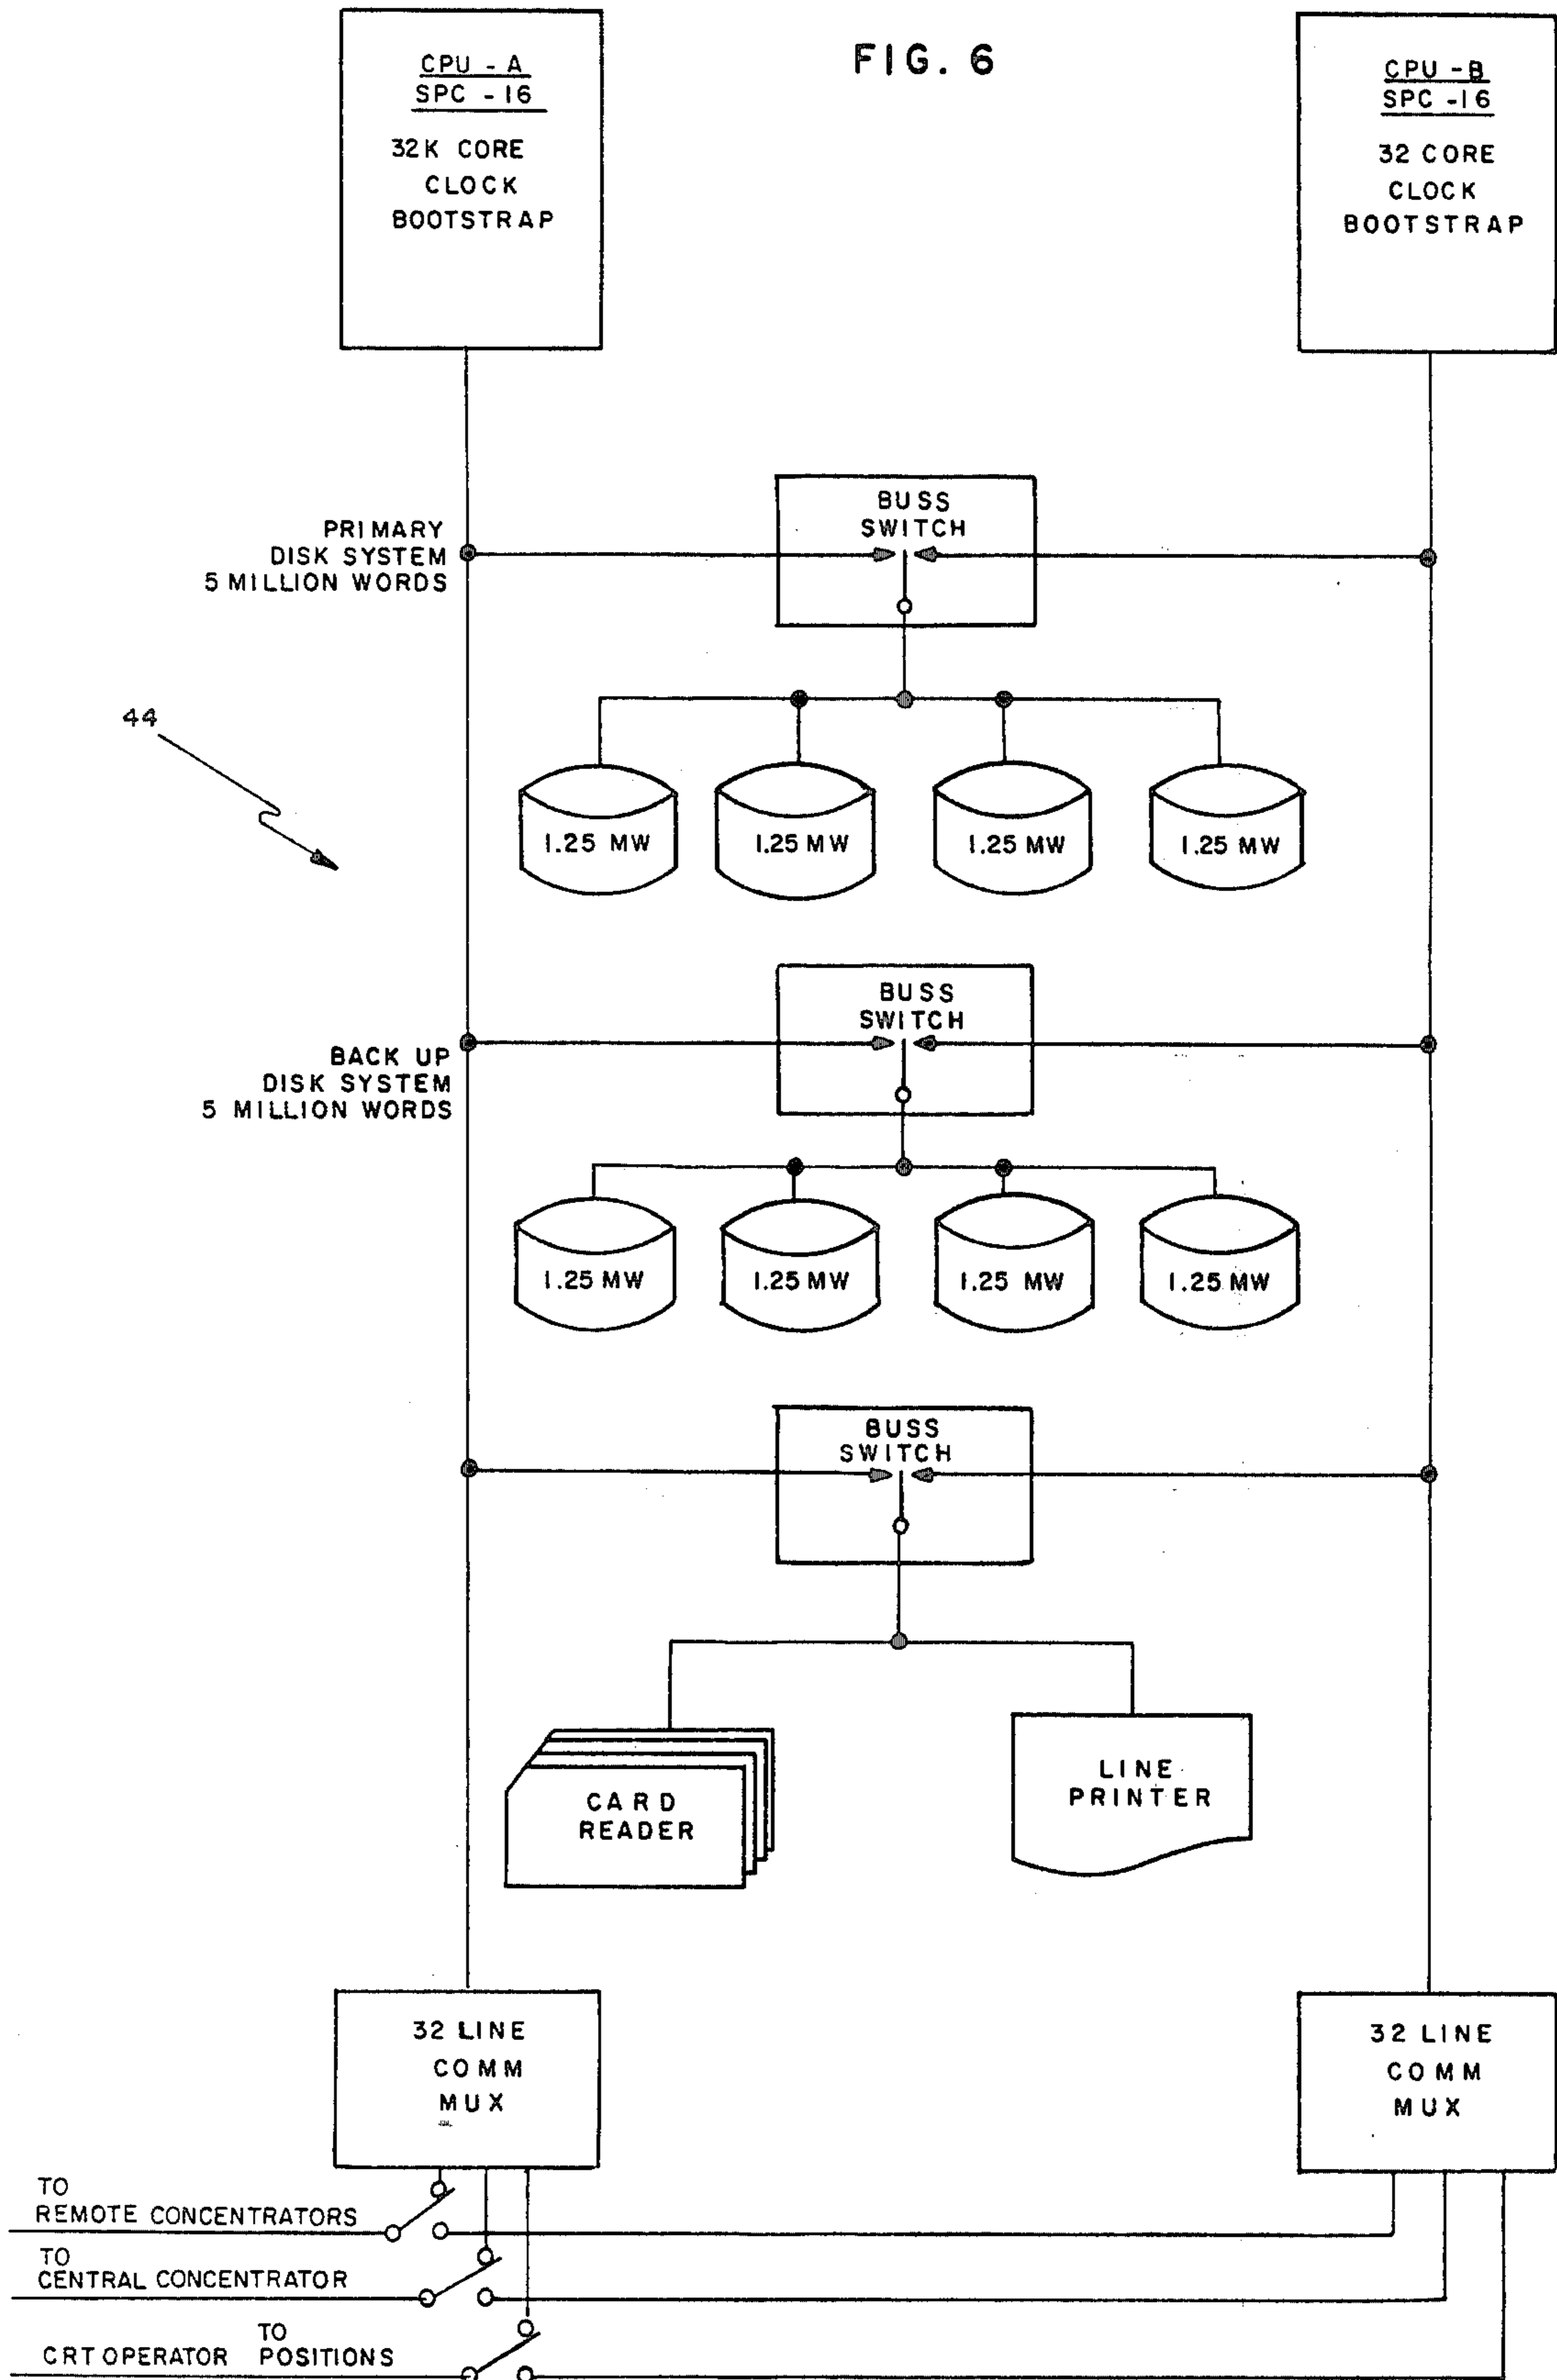 FIG. 6
CPU - A
SPC - 16
32K CORE
CLOCK
BOOTSTRAP
CPU - B
SPC - 16
32 CORE
CLOCK
BOOTSTRAP
PRIMARY
DISK SYSTEM
5 MILLION WORDS
BUSS
SWITCH
44
1.25 MW
1.25 MW
1.25 MW
1.25 MW
BACK UP
DISK SYSTEM
5 MILLION WORDS
BUSS
SWITCH
1.25 MW
1.25 MW
1.25 MW
1.25 MW
BUSS
SWITCH
CARD
READER
LINE
PRINTER
32 LINE
COMM
MUX
32 LINE
COMM
MUX
TO
REMOTE CONCENTRATORS
TO
CENTRAL CONCENTRATOR
TO
CRT OPERATOR POSITIONS